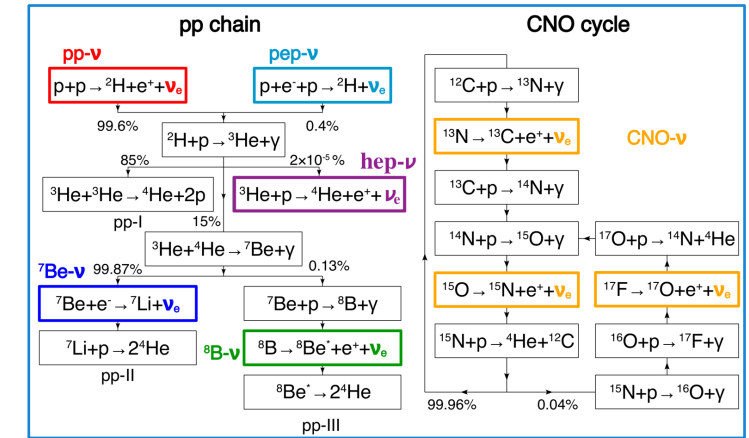 pp chain
CNO cycle
pp-ν
pep-ν
p+p→²H+e⁺+νₑ
p+e⁻+p→²H+νₑ
99.6%
0.4%
²H+p→³He+γ
85%
2×10⁻⁵ %
hep-ν
³He+³He→⁴He+2p
³He+p→⁴He+e⁺+νₑ
pp-I
15%
³He+⁴He→⁷Be+γ
⁷Be-ν
99.87%
0.13%
⁷Be+e⁻→⁷Li+νₑ
⁷Be+p→⁸B+γ
⁷Li+p→2⁴He
⁸B-ν
⁸B→⁸Be*+e⁺+νₑ
pp-II
⁸Be*→2⁴He
pp-III
¹²C+p→¹³N+γ
¹³N→¹³C+e⁺+νₑ
CNO-ν
¹³C+p→¹⁴N+γ
¹⁴N+p→¹⁵O+γ
¹⁷O+p→¹⁴N+⁴He
¹⁵O→¹⁵N+e⁺+νₑ
¹⁷F→¹⁷O+e⁺+νₑ
¹⁵N+p→⁴He+¹²C
¹⁶O+p→¹⁷F+γ
99.96%
0.04%
¹⁵N+p→¹⁶O+γ